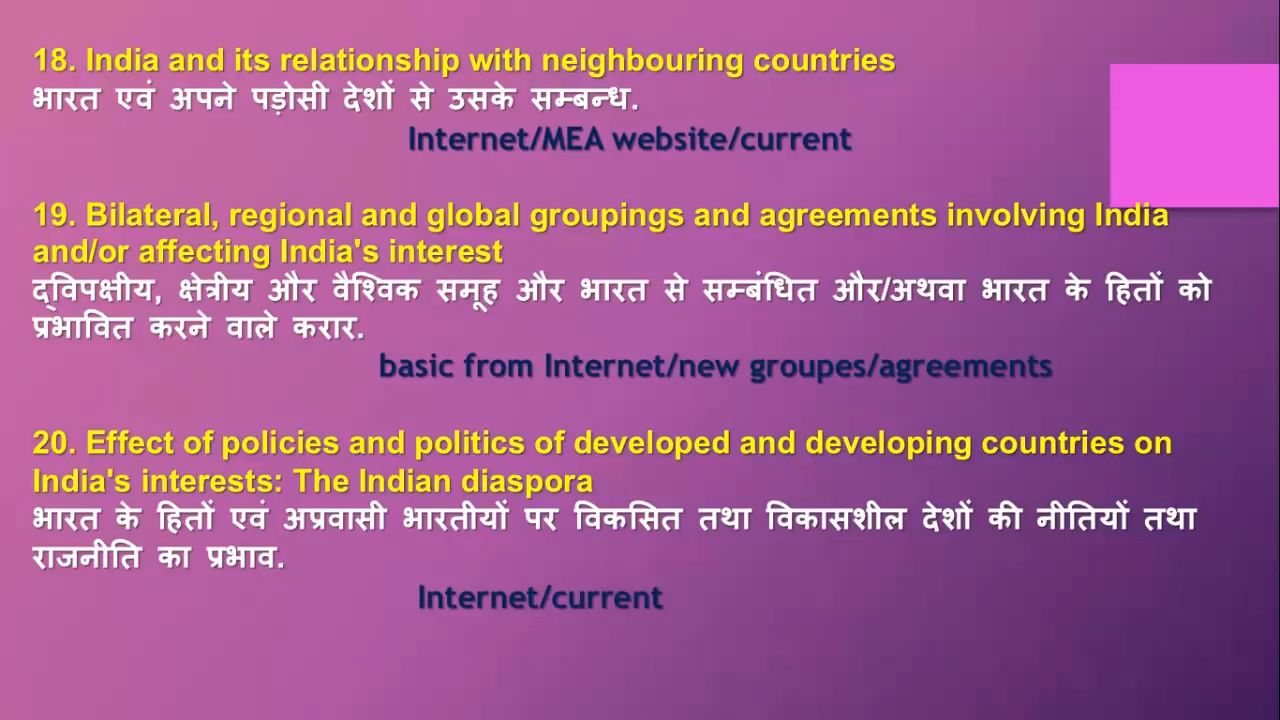 18. India and its relationship with neighbouring countries
भारत एवं अपने पड़ोसी देशों से उसके सम्बन्ध.
Internet/MEA website/current
19. Bilateral, regional and global groupings and agreements involving India
and/or affecting India's interest
द्विपक्षीय, क्षेत्रीय और वैश्विक समूह और भारत से सम्बंधित और/अथवा भारत के हितों को
प्रभावित करने वाले करार.
basic from Internet/new groupes/agreements
20. Effect of policies and politics of developed and developing countries on
India's interests: The Indian diaspora
भारत के हितों एवं अप्रवासी भारतीयों पर विकसित तथा विकासशील देशों की नीतियों तथा
राजनीति का प्रभाव.
Internet/current